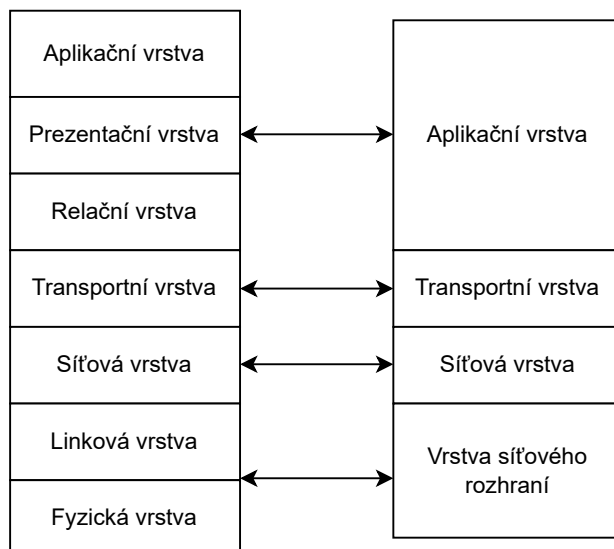 Aplikační vrstva
Prezentační vrstva
Relační vrstva
Transportní vrstva
Síťová vrstva
Linková vrstva
Fyzická vrstva
Aplikační vrstva
Transportní vrstva
Síťová vrstva
Vrstva síťového
rozhraní